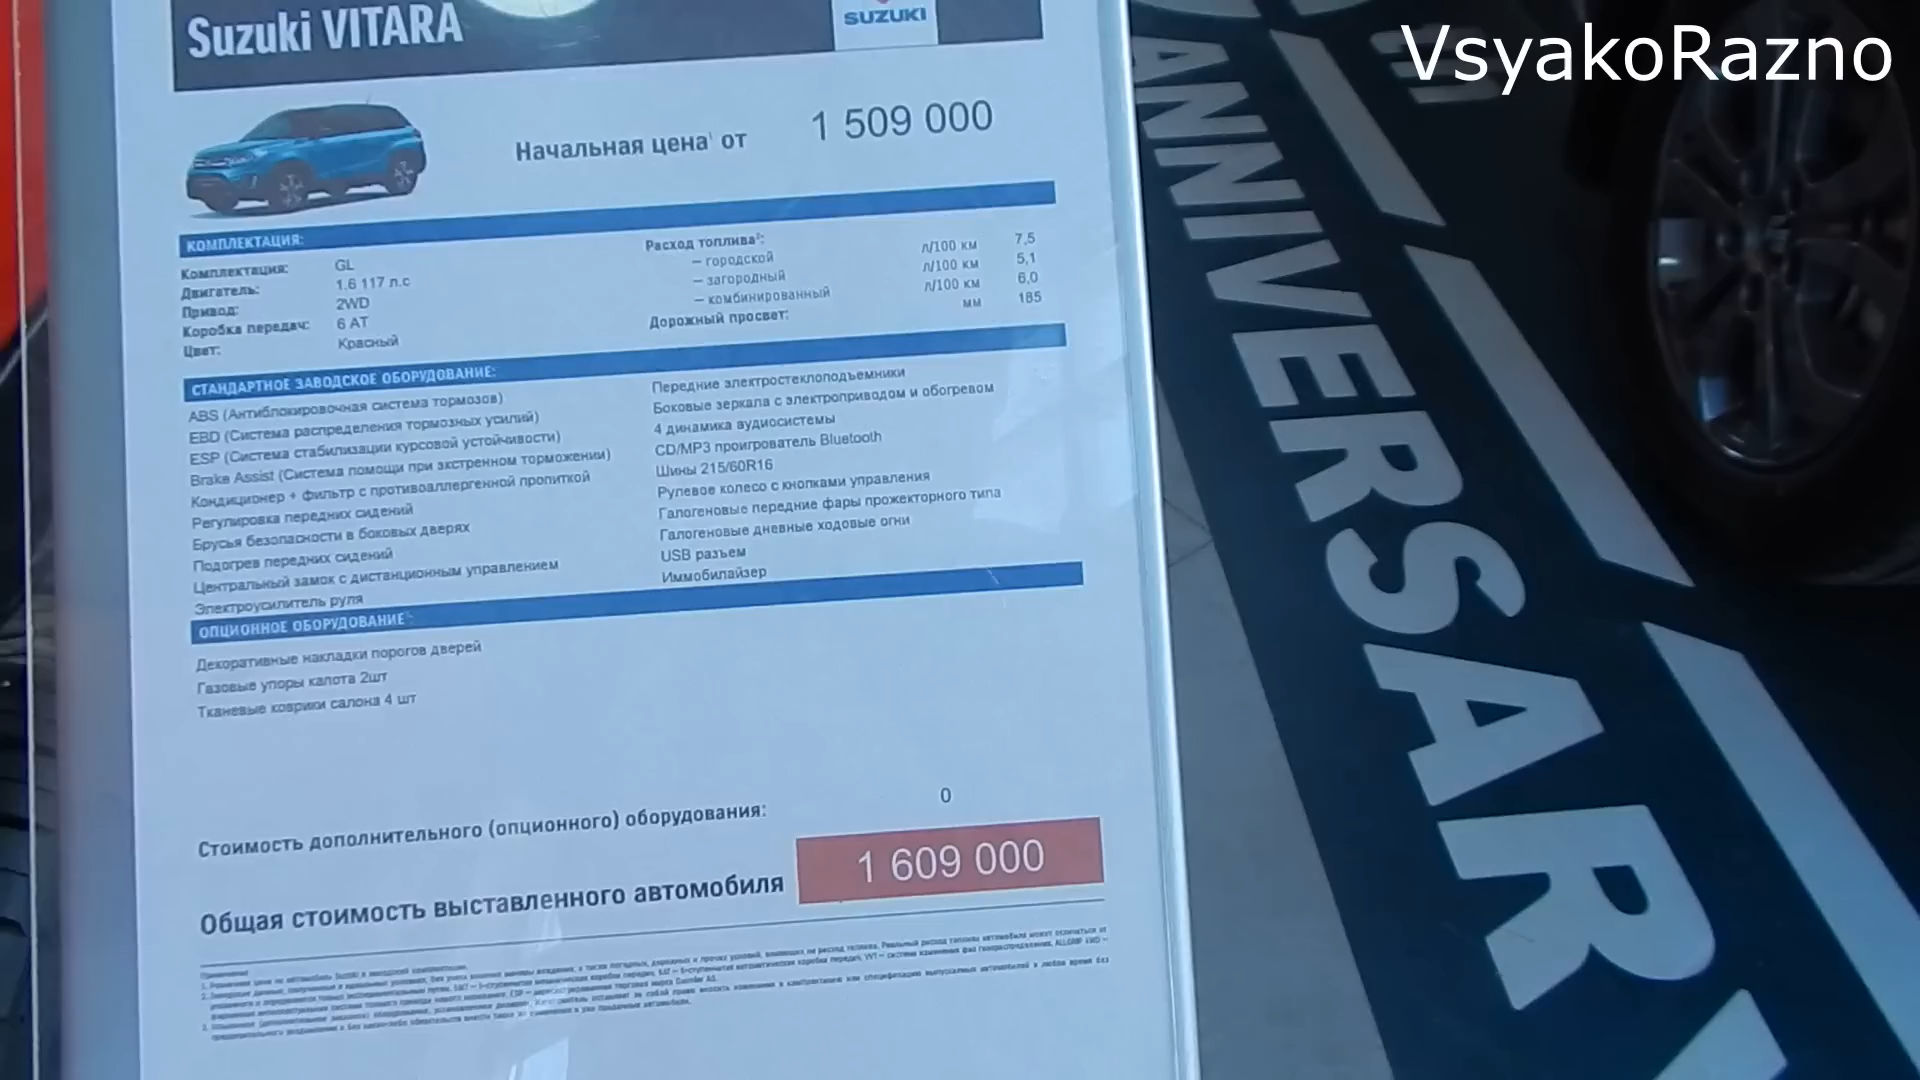 VsyakoRazno
Suzuki VITARA
SUZUKI
Начальная цена¹ от 1 509 000
КОМПЛЕКТАЦИЯ:
Комплектация: GL
Двигатель: 1.6 117 л.с
Привод: 2WD
Коробка передач: 6 AT
Цвет: Красный
Расход топлива²:
– городской л/100 км 7,5
– загородный л/100 км 5,1
– комбинированный л/100 км 6,0
Дорожный просвет: мм 185
СТАНДАРТНОЕ ЗАВОДСКОЕ ОБОРУДОВАНИЕ:
ABS (Антиблокировочная система тормозов)
EBD (Система распределения тормозных усилий)
ESP (Система стабилизации курсовой устойчивости)
Brake Assist (Система помощи при экстренном торможении)
Кондиционер + фильтр с противоаллергенной пропиткой
Регулировка передних сидений
Брусья безопасности в боковых дверях
Подогрев передних сидений
Центральный замок с дистанционным управлением
Электроусилитель руля
Передние электростеклоподъемники
Боковые зеркала с электроприводом и обогревом
4 динамика аудиосистемы
CD/MP3 проигрователь Bluetooth
Шины 215/60R16
Рулевое колесо с кнопками управления
Галогеновые передние фары прожекторного типа
Галогеновые дневные ходовые огни
USB разъем
Иммобилайзер
ОПЦИОННОЕ ОБОРУДОВАНИЕ
Декоративные накладки порогов дверей
Газовые упоры капота 2шт
Тканевые коврики салона 4 шт
Стоимость дополнительного (опционного) оборудования: 0
Общая стоимость выставленного автомобиля 1 609 000
ANNIVERSARY